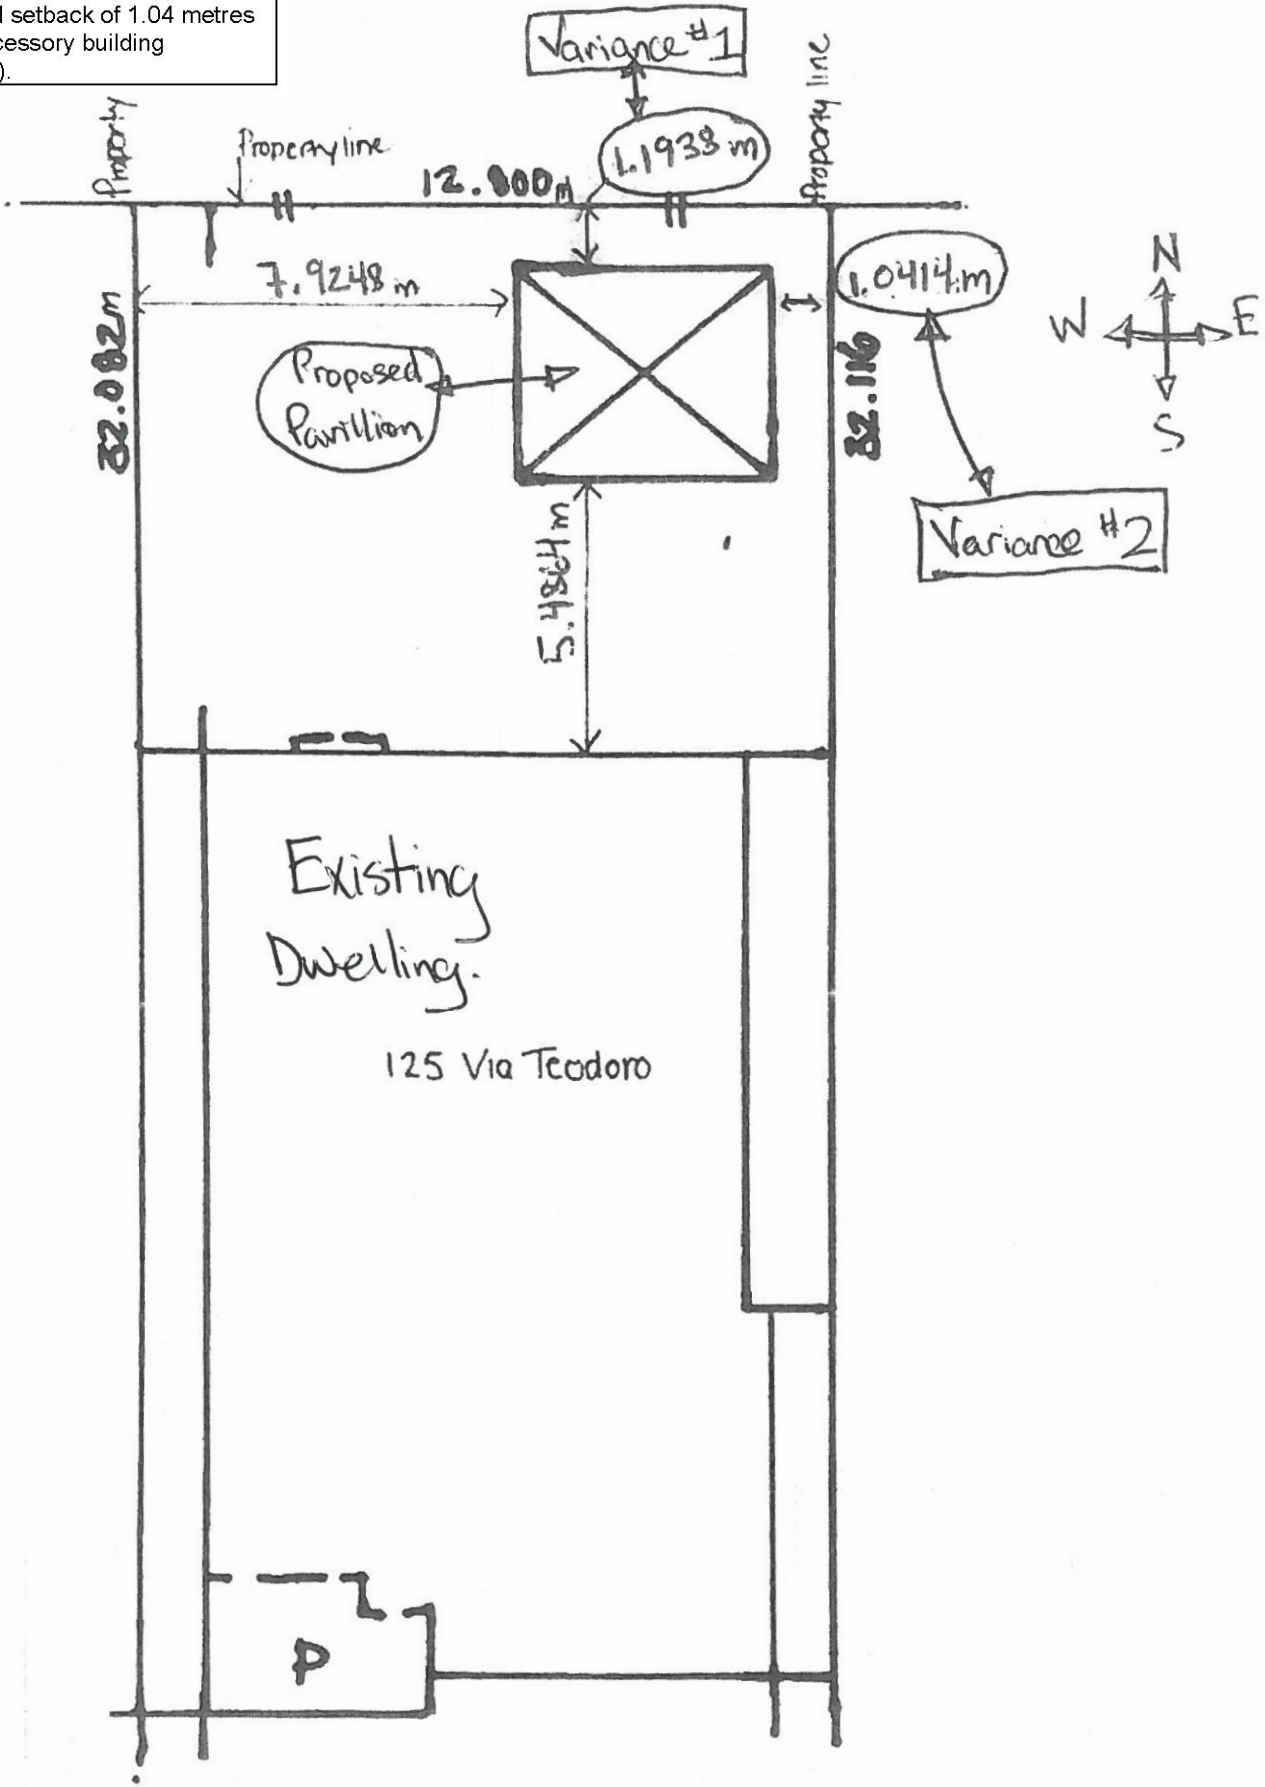 setback of 1.04 metres
cessory building
).
Variance #1
1.1938 m
Property
Property line
Property line
12.800m
7.9248 m
1.0414 m
32.082m
32.116
N
W E
S
Proposed
Pavillion
Variance #2
5.4864 m
Existing
Dwelling.
125 Via Teodoro
P